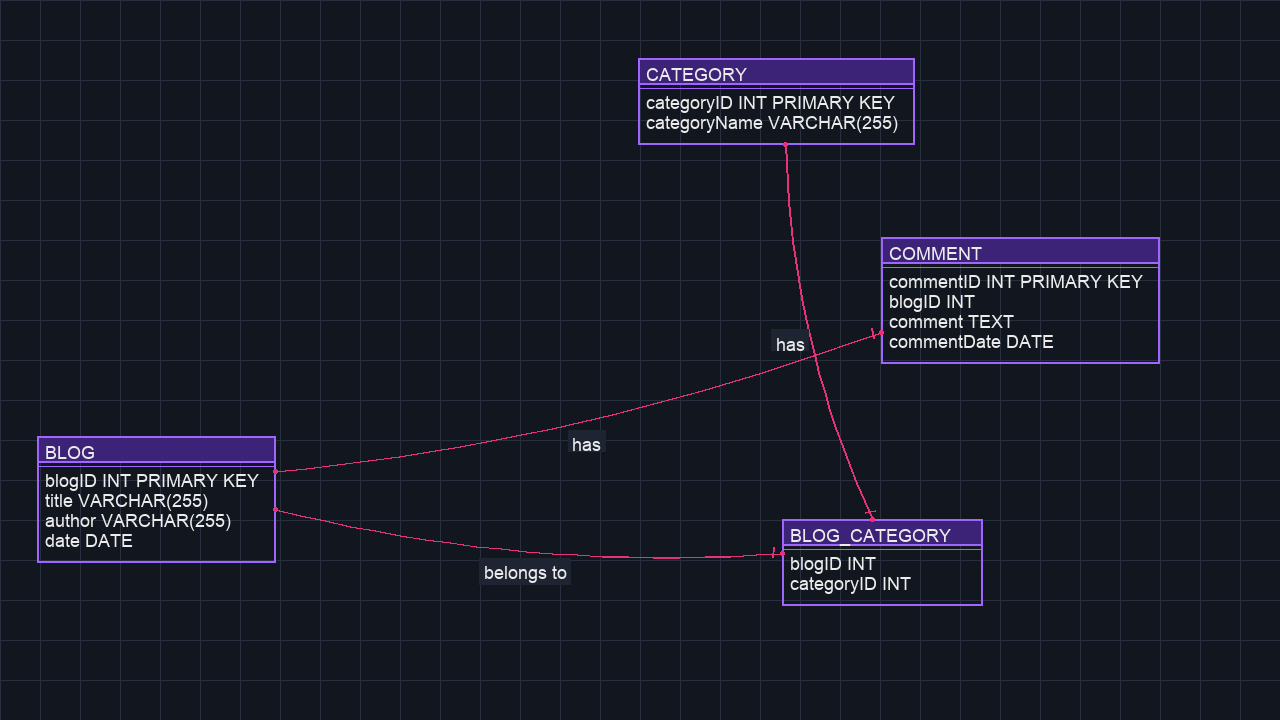 CATEGORY
categoryID INT PRIMARY KEY
categoryName VARCHAR(255)
COMMENT
commentID INT PRIMARY KEY
blogID INT
comment TEXT
commentDate DATE
has
has
BLOG
blogID INT PRIMARY KEY
title VARCHAR(255)
author VARCHAR(255)
date DATE
belongs to
BLOG_CATEGORY
blogID INT
categoryID INT